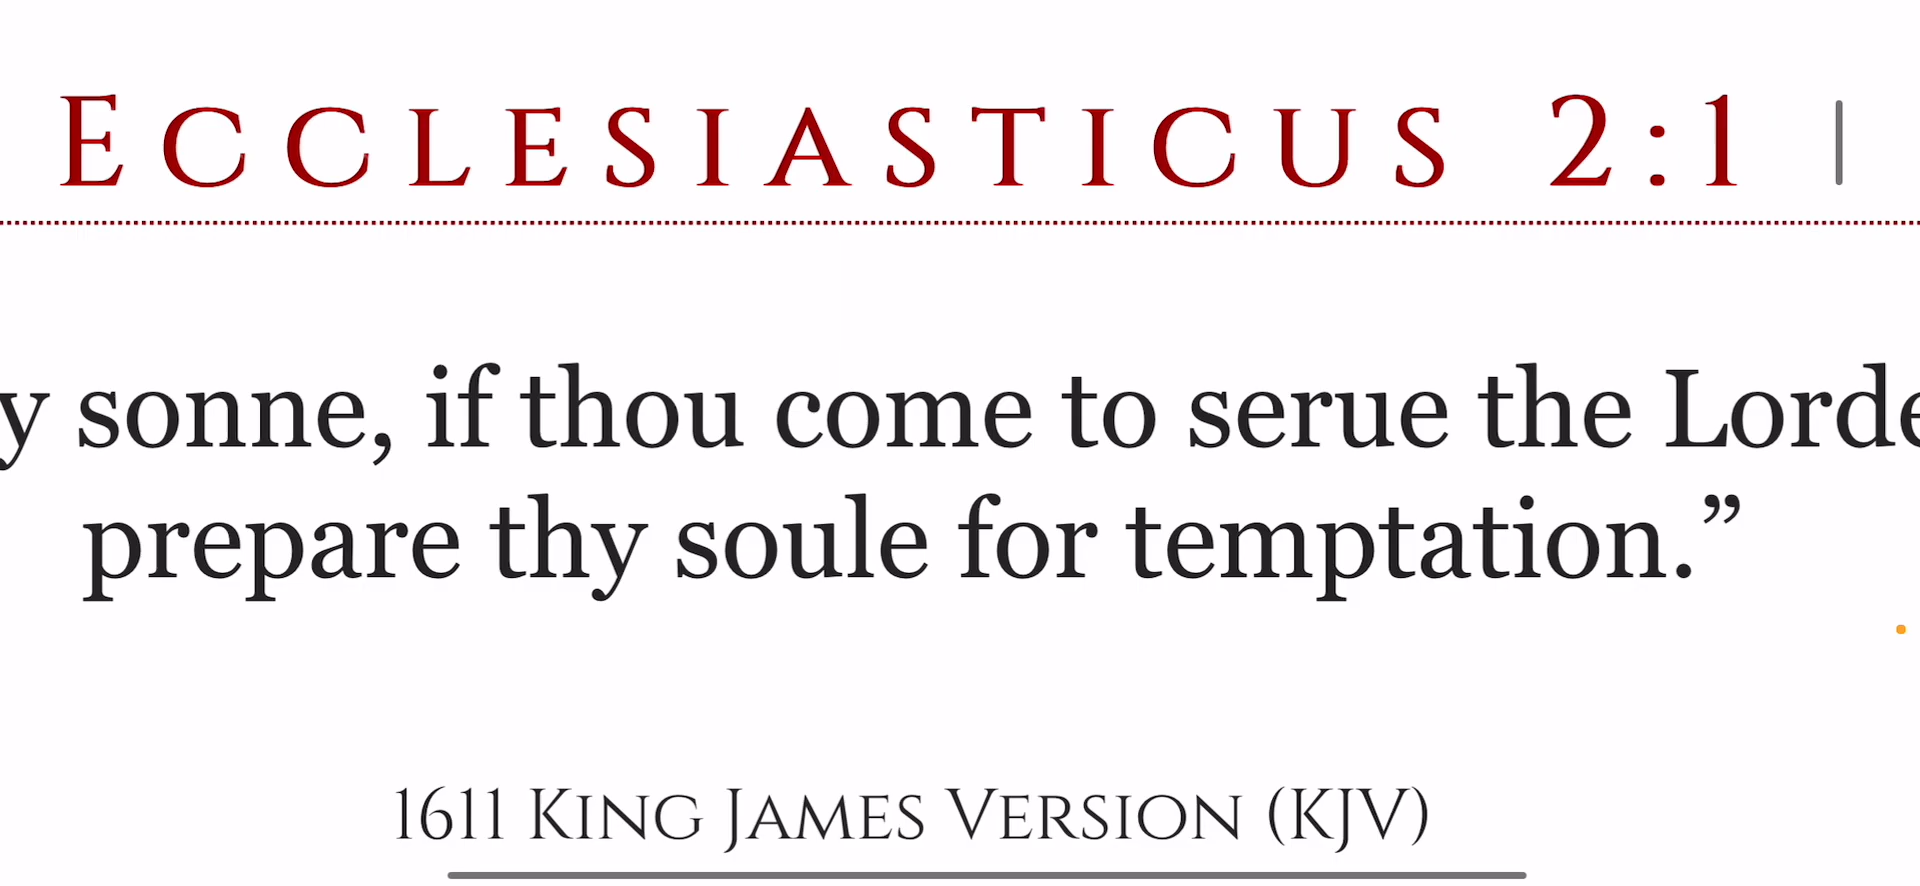 Ecclesiasticus 2:1
y sonne, if thou come to serue the Lorde
prepare thy soule for temptation.”
1611 King James Version (KJV)